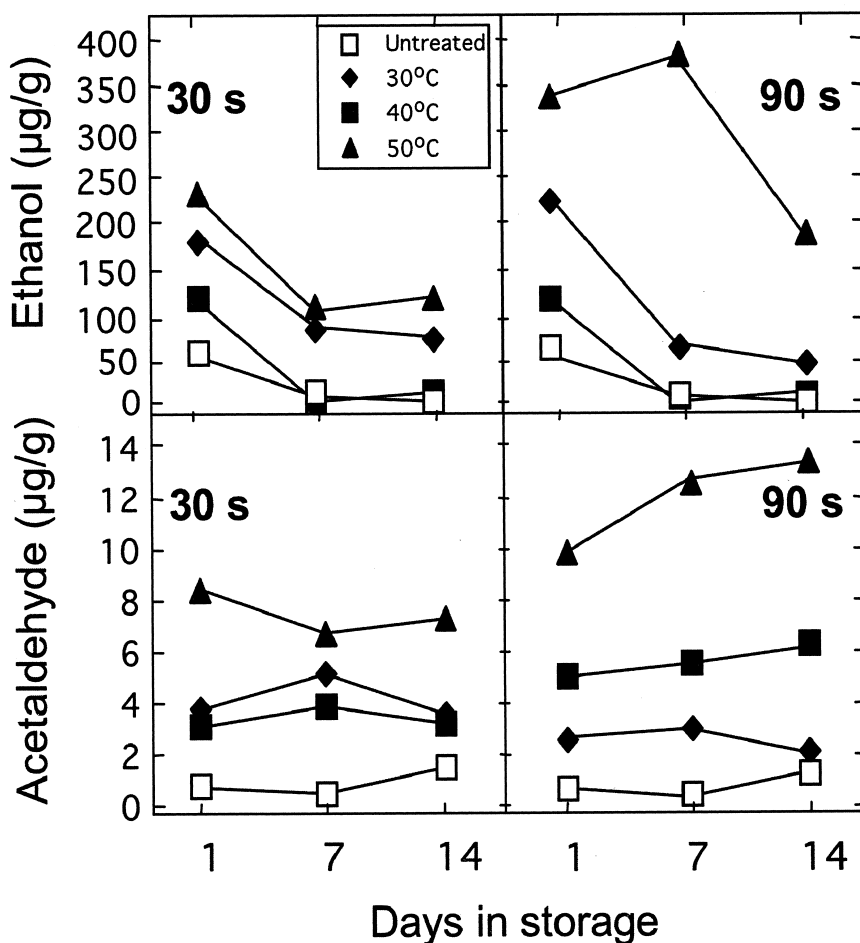 Ethanol (µg/g)
400
350
300
250
200
150
100
50
0
30 s
Untreated
30°C
40°C
50°C
90 s
Acetaldehyde (µg/g)
14
12
10
8
6
4
2
0
30 s
90 s
1 7 14 1 7 14
Days in storage